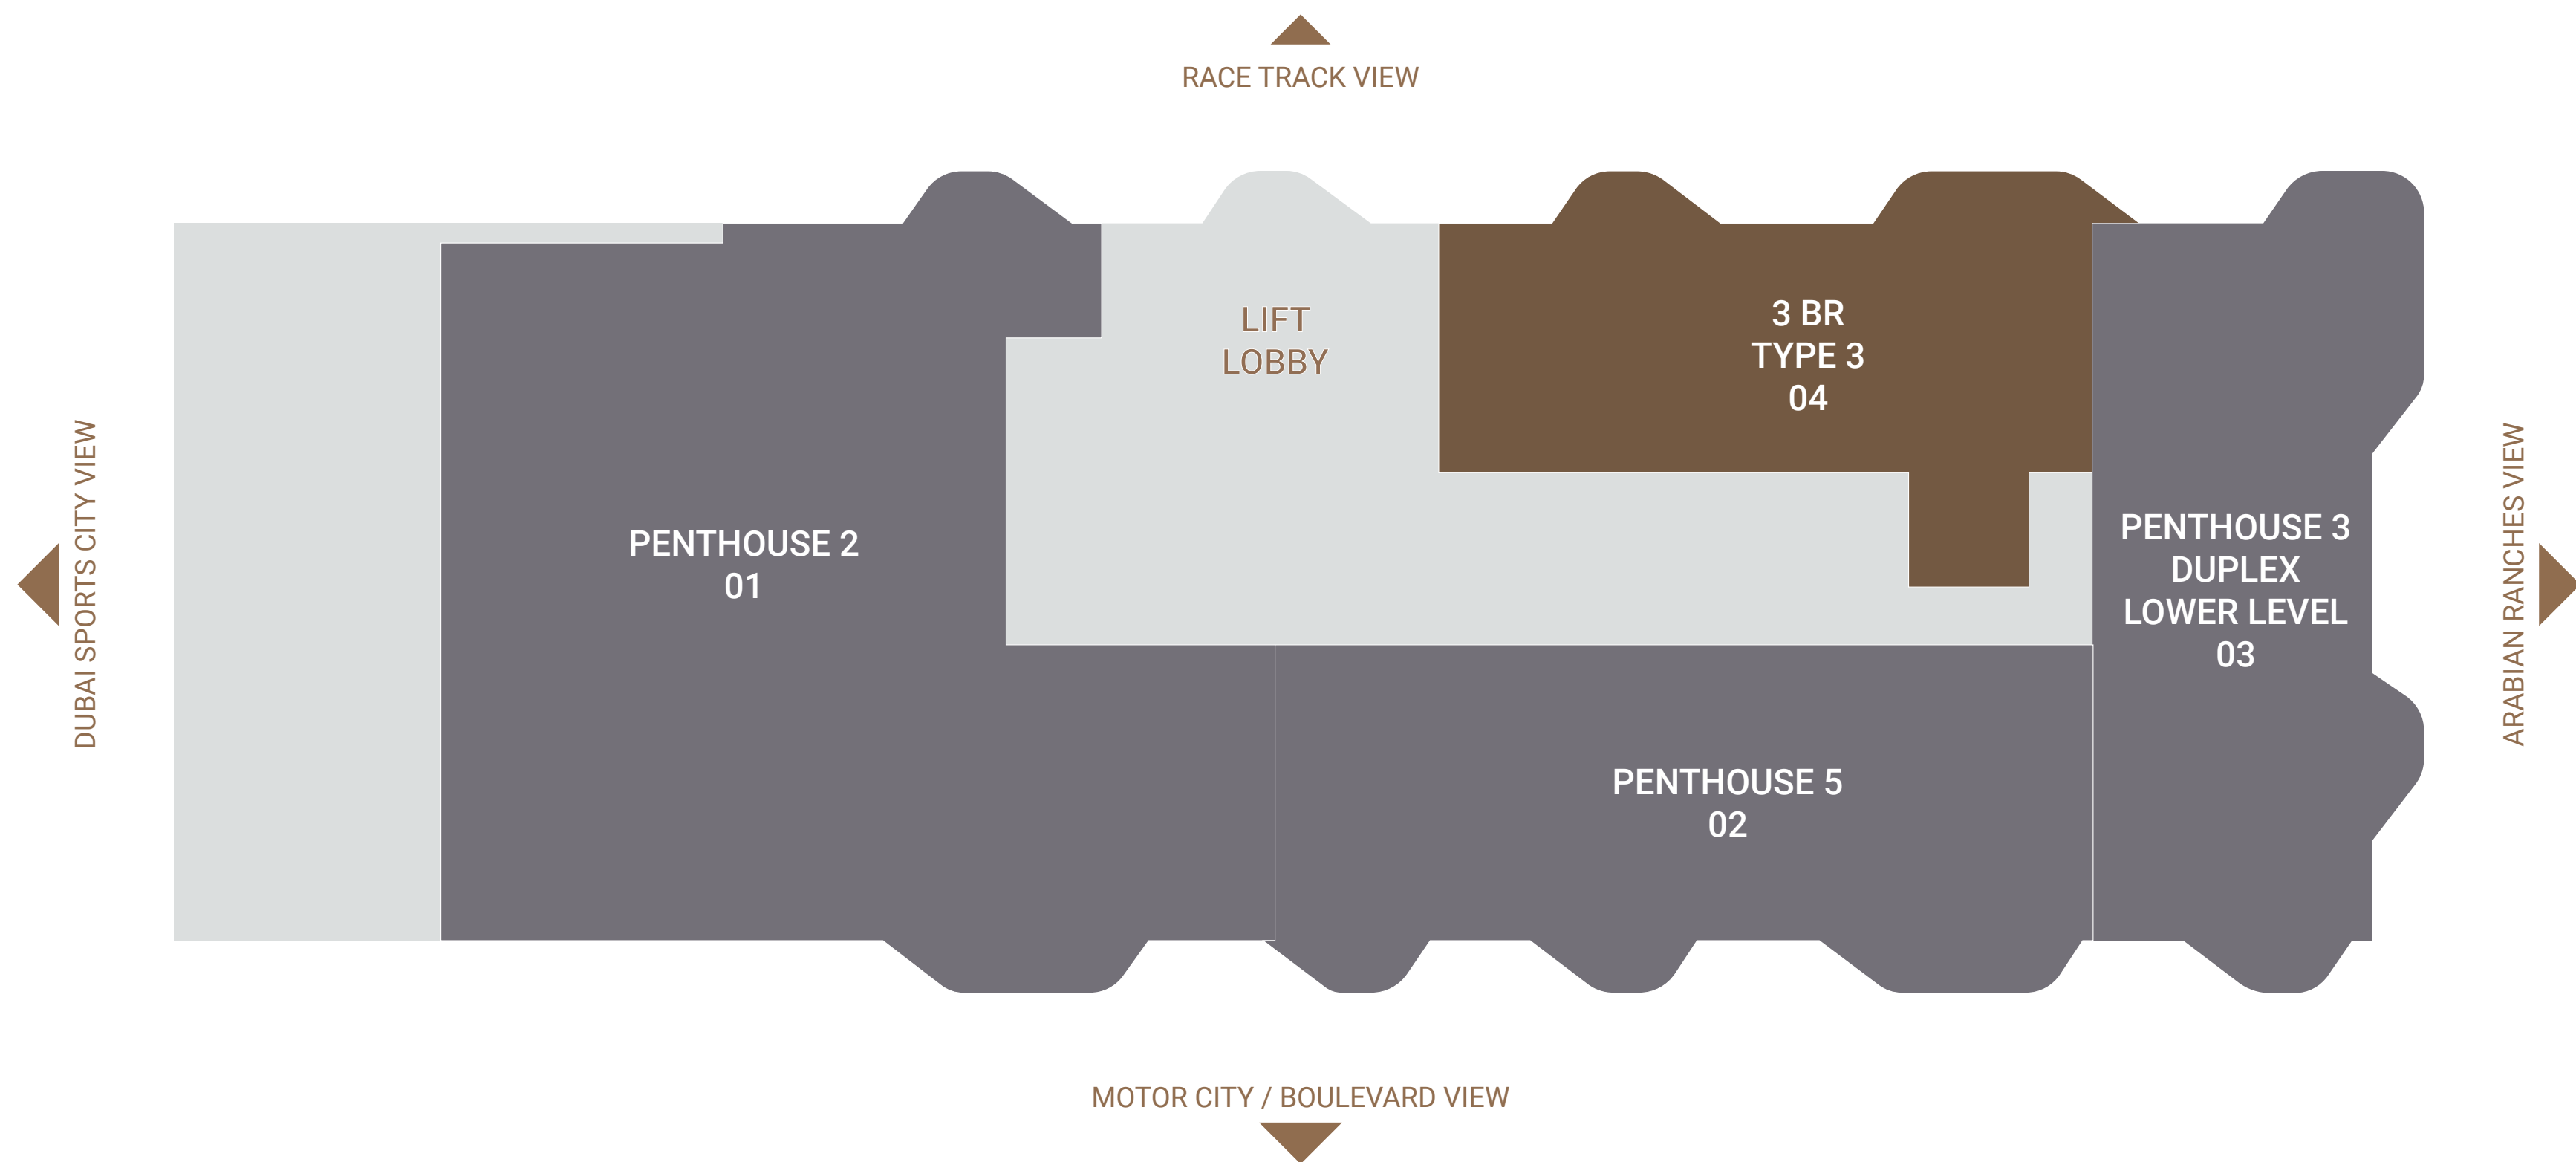 RACE TRACK VIEW
LIFT
LOBBY
3 BR
TYPE 3
04
DUBAI SPORTS CITY VIEW
PENTHOUSE 2
01
PENTHOUSE 3
DUPLEX
LOWER LEVEL
03
ARABIAN RANCHES VIEW
PENTHOUSE 5
02
MOTOR CITY / BOULEVARD VIEW